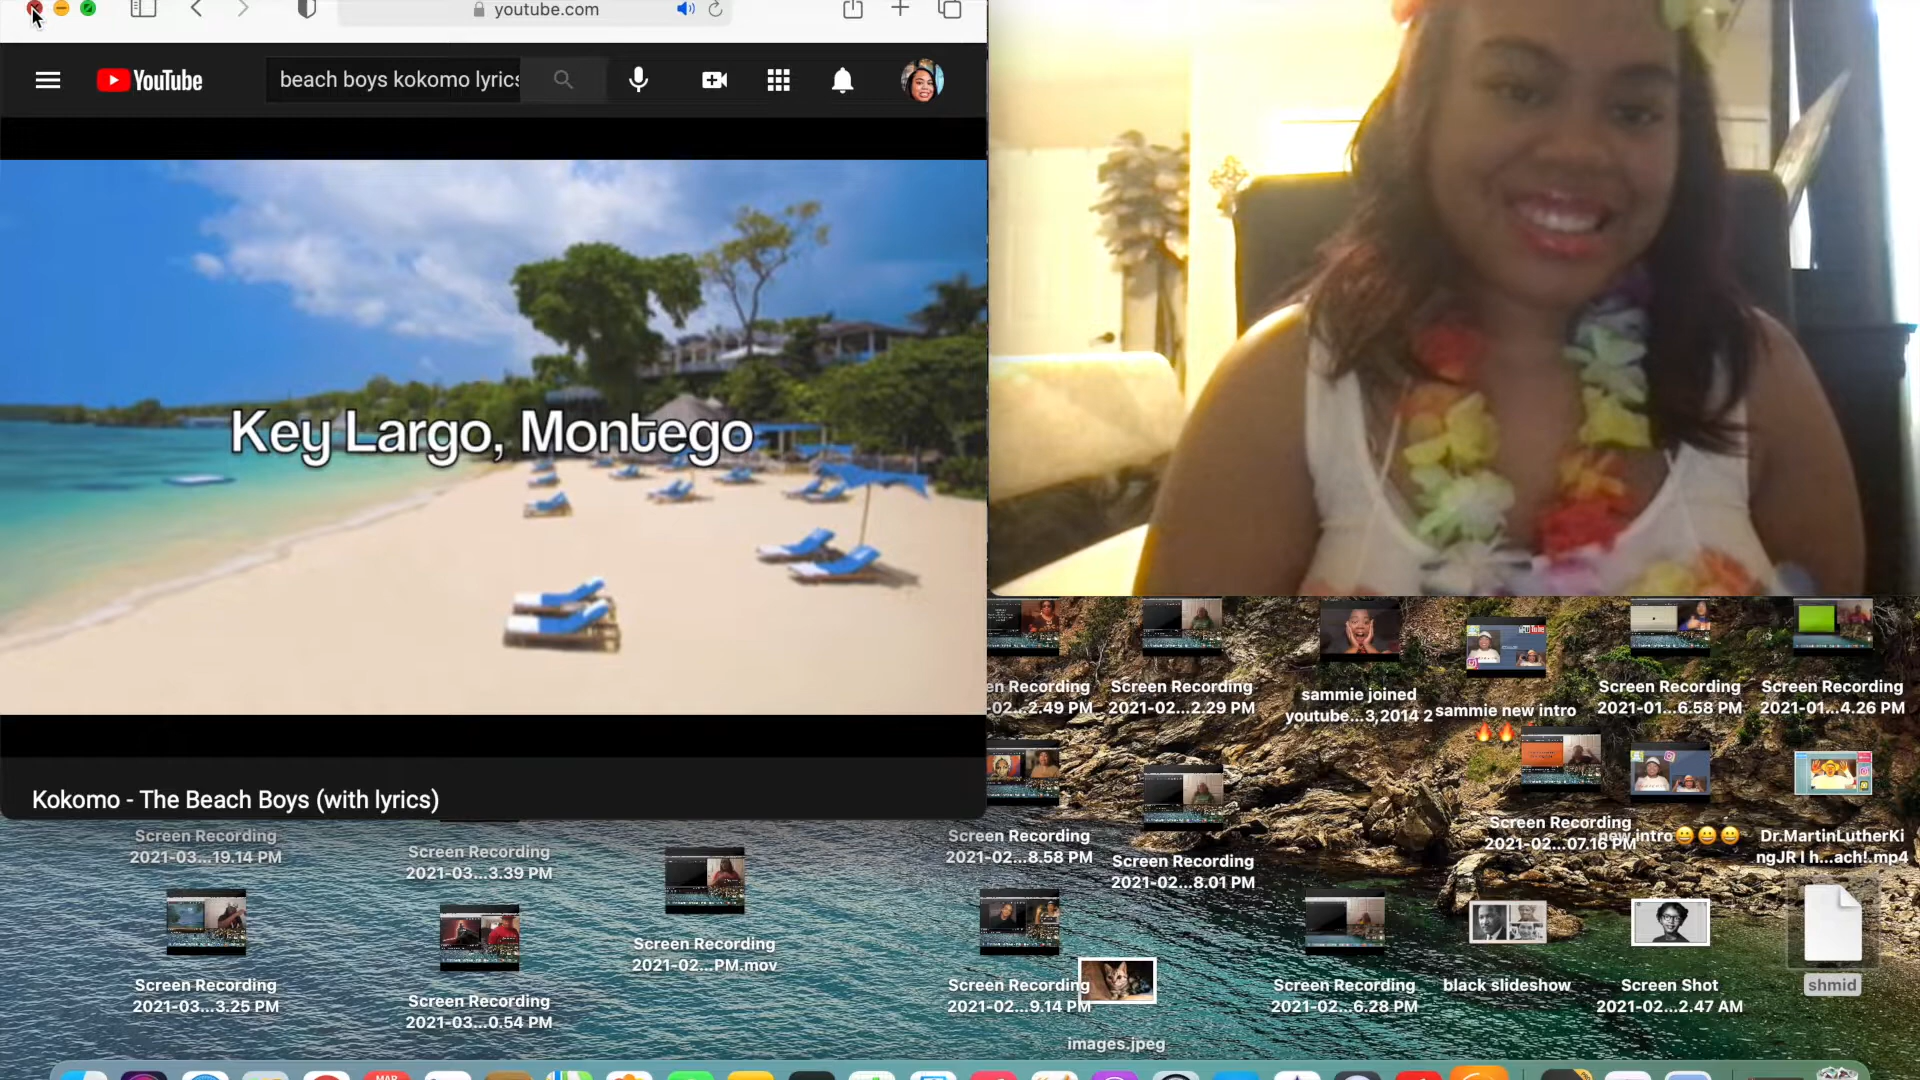 youtube.com
YouTube
beach boys kokomo lyrics
Key Largo, Montego
Kokomo - The Beach Boys (with lyrics)
en Recording
-02...2.49 PM
Screen Recording
2021-02...2.29 PM
sammie joined
youtube...3,2014 2
sammie new intro
🔥🔥
Screen Recording
2021-01...6.58 PM
Screen Recording
2021-01...4.26 PM
Screen Recording
2021-03...19.14 PM
Screen Recording
2021-03...3.39 PM
Screen Recording
2021-02...8.58 PM
Screen Recording
2021-02...8.01 PM
Screen Recording
2021-02...07.16 PM
new intro😀😀😀
Dr.MartinLutherKi
ngJR I h...ach!.mp4
Screen Recording
2021-03...3.25 PM
Screen Recording
2021-03...0.54 PM
Screen Recording
2021-02...PM.mov
Screen Recording
2021-02...9.14 PM
images.jpeg
Screen Recording
2021-02...6.28 PM
black slideshow
Screen Shot
2021-02...2.47 AM
shmid
MAR